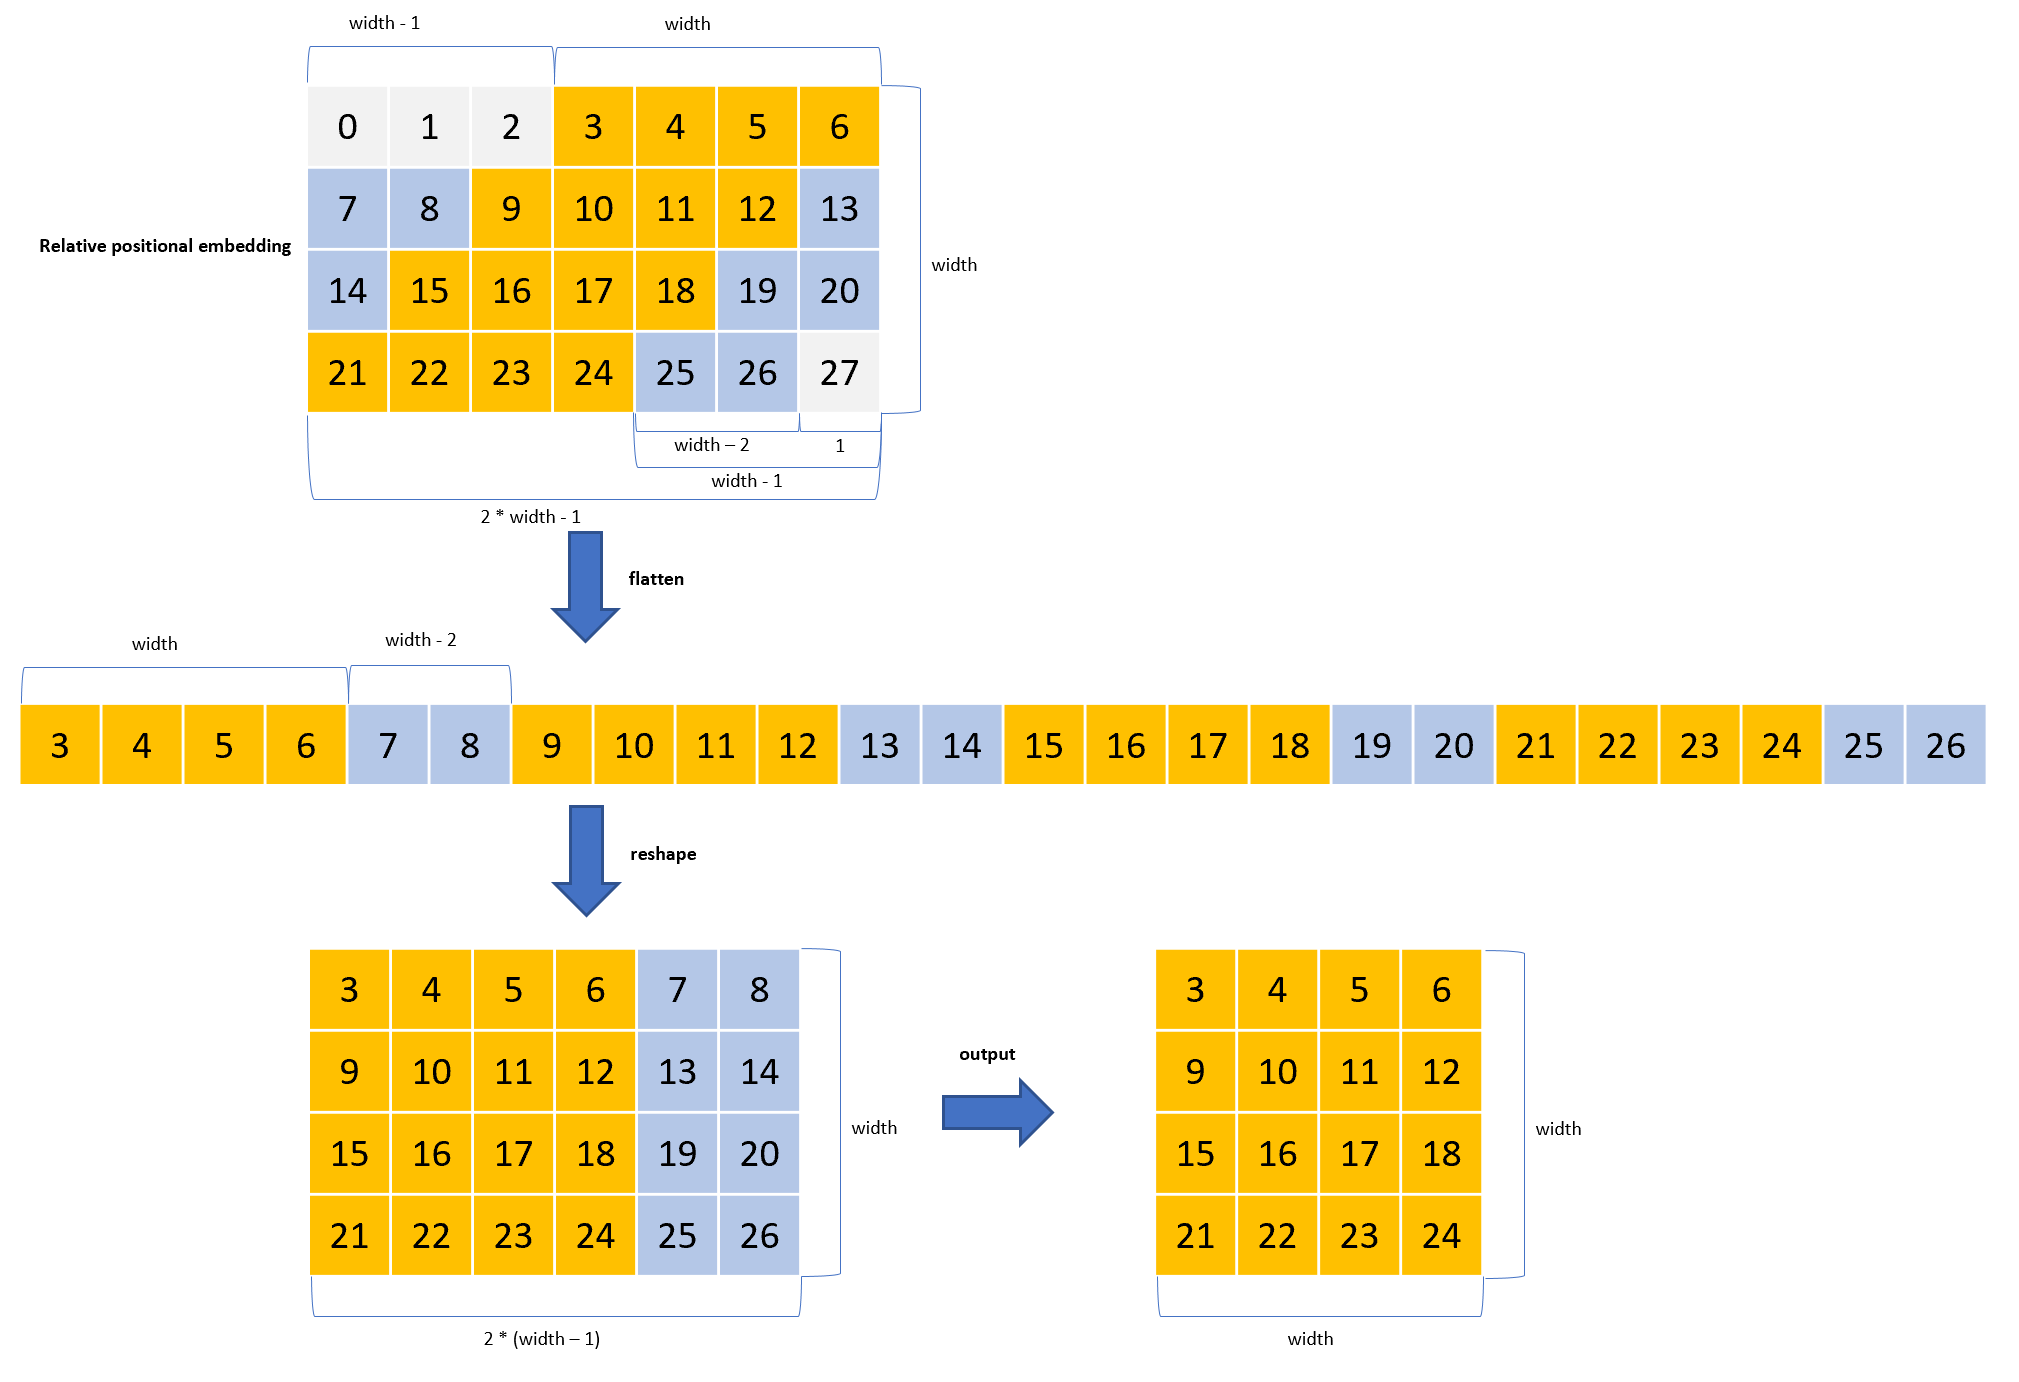 width - 1 width
0 1 2 3 4 5 6
7 8 9 10 11 12 13
Relative positional embedding
width
14 15 16 17 18 19 20
21 22 23 24 25 26 27
width – 2 1
width - 1
2 * width - 1
flatten
width width - 2
3 4 5 6 7 8 9 10 11 12 13 14 15 16 17 18 19 20 21 22 23 24 25 26
reshape
3 4 5 6 7 8
9 10 11 12 13 14
15 16 17 18 19 20
21 22 23 24 25 26
width
2 * (width – 1)
output
3 4 5 6
9 10 11 12
15 16 17 18
21 22 23 24
width
width